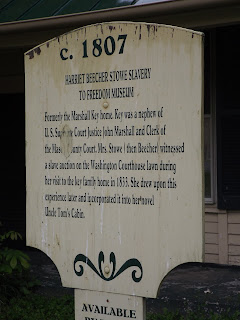 c. 1807
HARRIET BEECHER STOWE SLAVERY
TO FREEDOM MUSEUM
Formerly the Marshall Key home. Key was a nephew of
U. S. Supreme Court Justice John Marshall and Clerk of
the Mason County Court. Mrs. Stowe ( then Beecher) witnessed
a slave auction on the Washington Courthouse lawn during
her visit to the key family home in 1833. She drew upon this
experience later and incorporated it into her novel
Uncle Tom's Cabin.
AVAILABLE